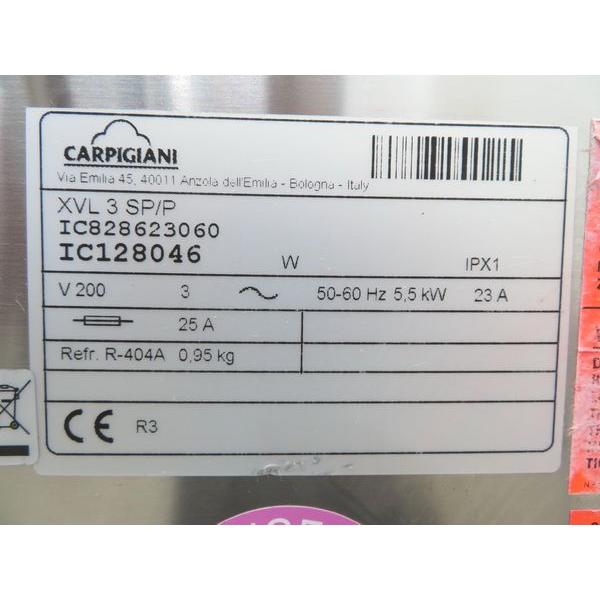 CARPIGIANI
Via Emilia 45, 40011 Anzola dell'Emilia - Bologna - Italy
XVL 3 SP/P
IC828623060
IC128046
W IPX1
V 200 3 50-60 Hz 5,5 kW 23 A
25 A
Refr. R-404A 0,95 kg
CE R3